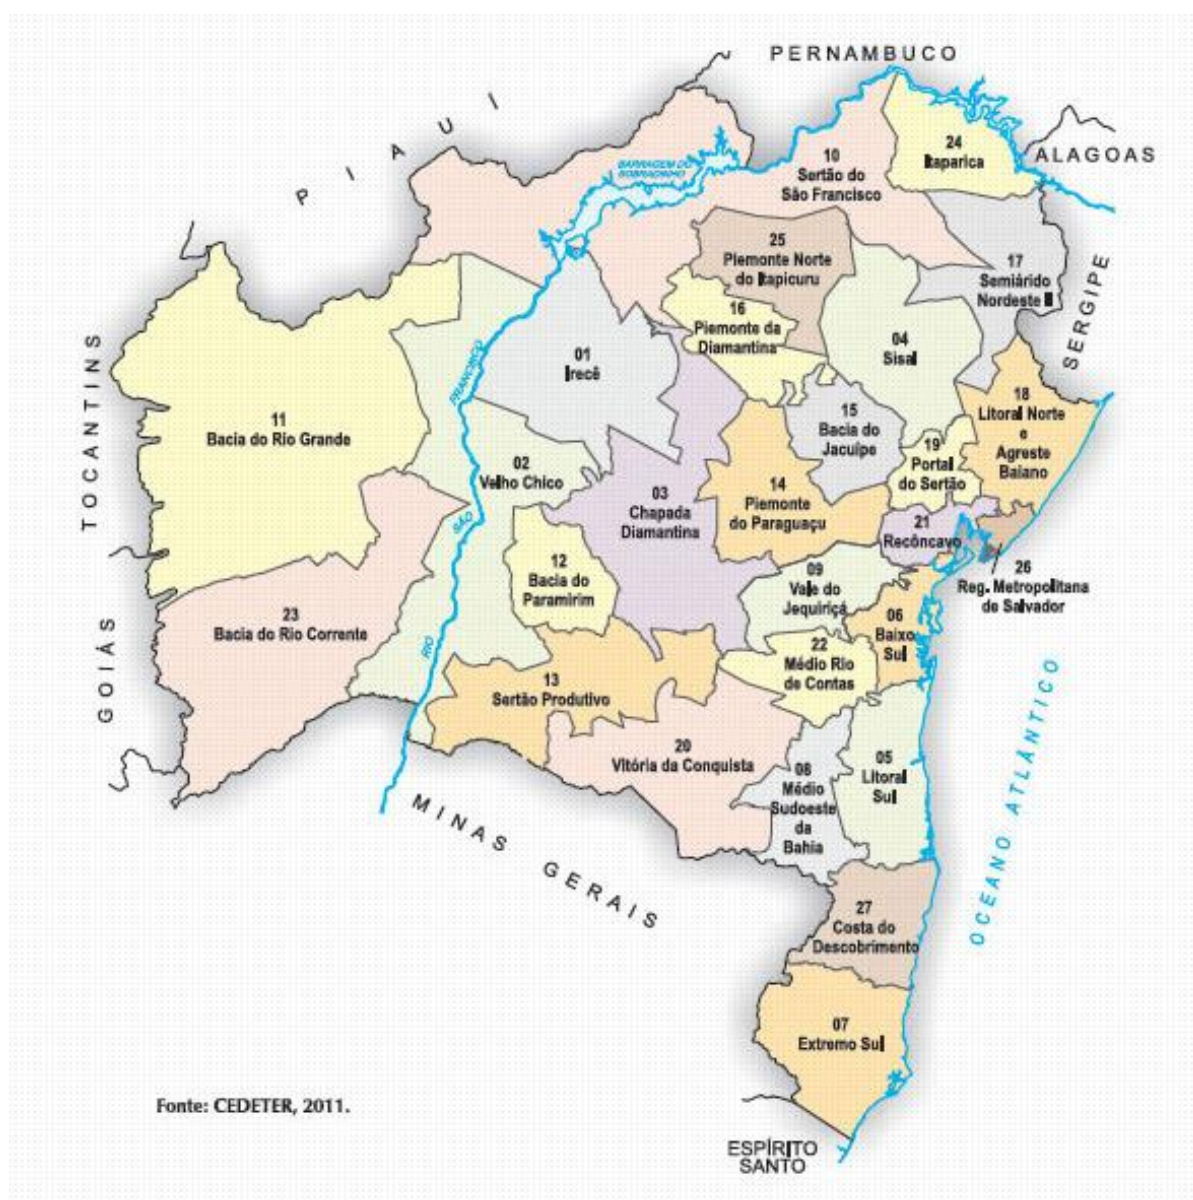 PERNAMBUCO
PIAUI
ALAGOAS
SERGIPE
TOCANTINS
GOIÁS
MINAS GERAIS
ESPÍRITO
SANTO
OCEANO ATLÂNTICO
BARRAGEM DO
SOBRADINHO
RIO SÃO FRANCISCO
24
Itaparica
10
Sertão do
São Francisco
25
Piemonte Norte
do Itapicuru
17
Semiárido
Nordeste II
16
Piemonte da
Diamantina
04
Sisal
01
Irecê
11
Bacia do Rio Grande
18
Litoral Norte
e
Agreste
Baiano
15
Bacia do
Jacuípe
19
Portal
do Sertão
02
Velho Chico
03
Chapada
Diamantina
14
Piemonte
do Paraguaçu
21
Recôncavo
26
Reg. Metropolitana
de Salvador
12
Bacia do
Paramirim
09
Vale do
Jequiriçá
06
Baixo
Sul
23
Bacia do Rio Corrente
22
Médio Rio
de Contas
13
Sertão Produtivo
20
Vitória da Conquista
08
Médio
Sudoeste
da
Bahia
05
Litoral
Sul
27
Costa do
Descobrimento
07
Extremo Sul
Fonte: CEDETER, 2011.